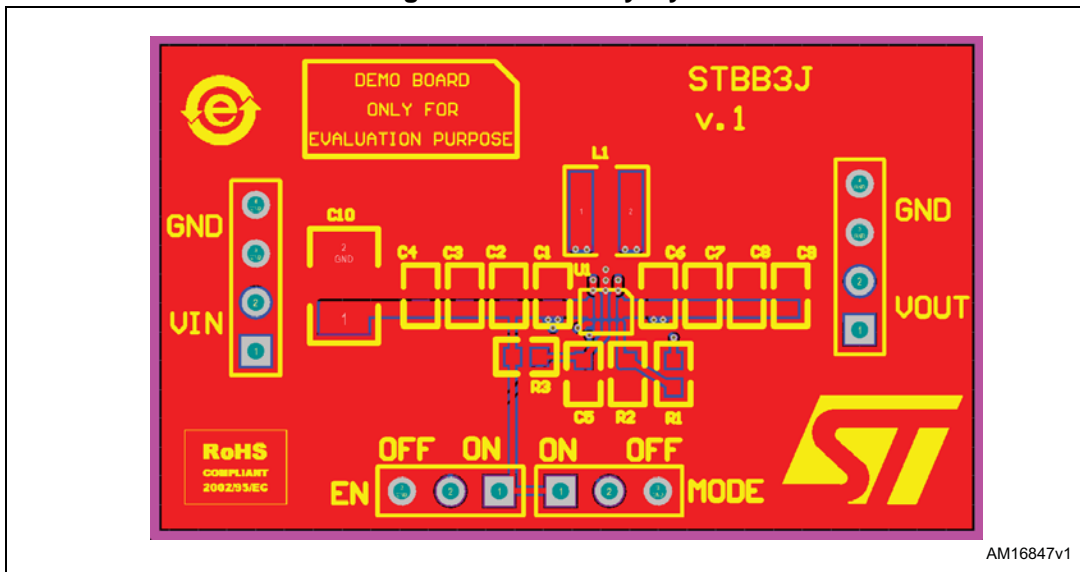 DEMO BOARD
ONLY FOR
EVALUATION PURPOSE
STBB3J
v.1
L1
GND
C10
C4
C3
C2
C1
U1
C6
C7
C8
C9
GND
2
GND
1
2
VIN
2
1
1
VOUT
2
1
R3
C5
R2
R1
RoHS
COMPLIANT
2002/95/EC
OFF
ON
ON
OFF
EN
2
1
1
2
MODE
ST
AM16847v1